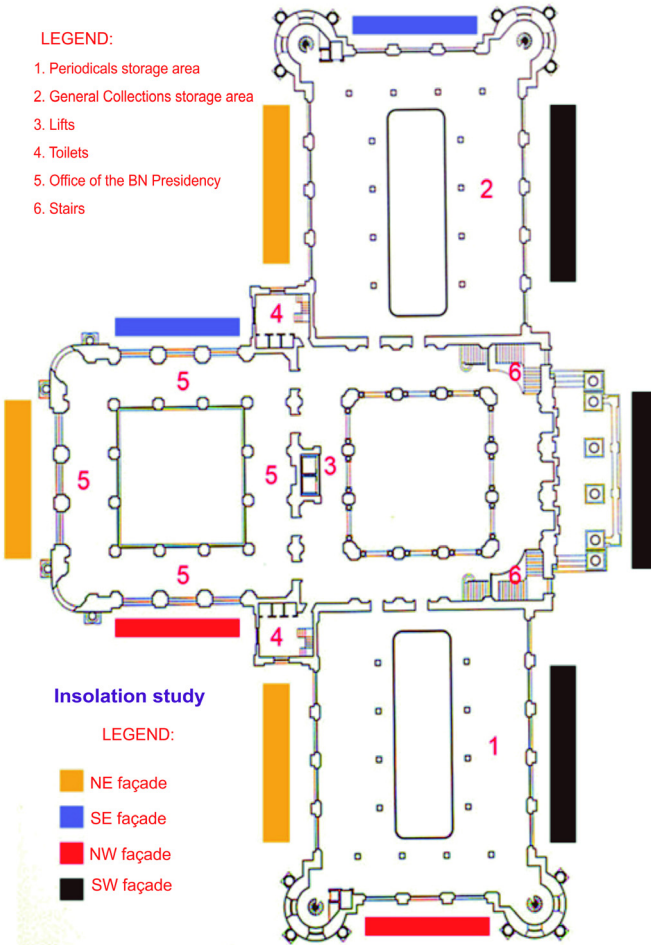 LEGEND:
1. Periodicals storage area
2. General Collections storage area
3. Lifts
4. Toilets
5. Office of the BN Presidency
6. Stairs
2
4
5
6
5
5
3
5
6
4
1
Insolation study
LEGEND:
NE façade
SE façade
NW façade
SW façade